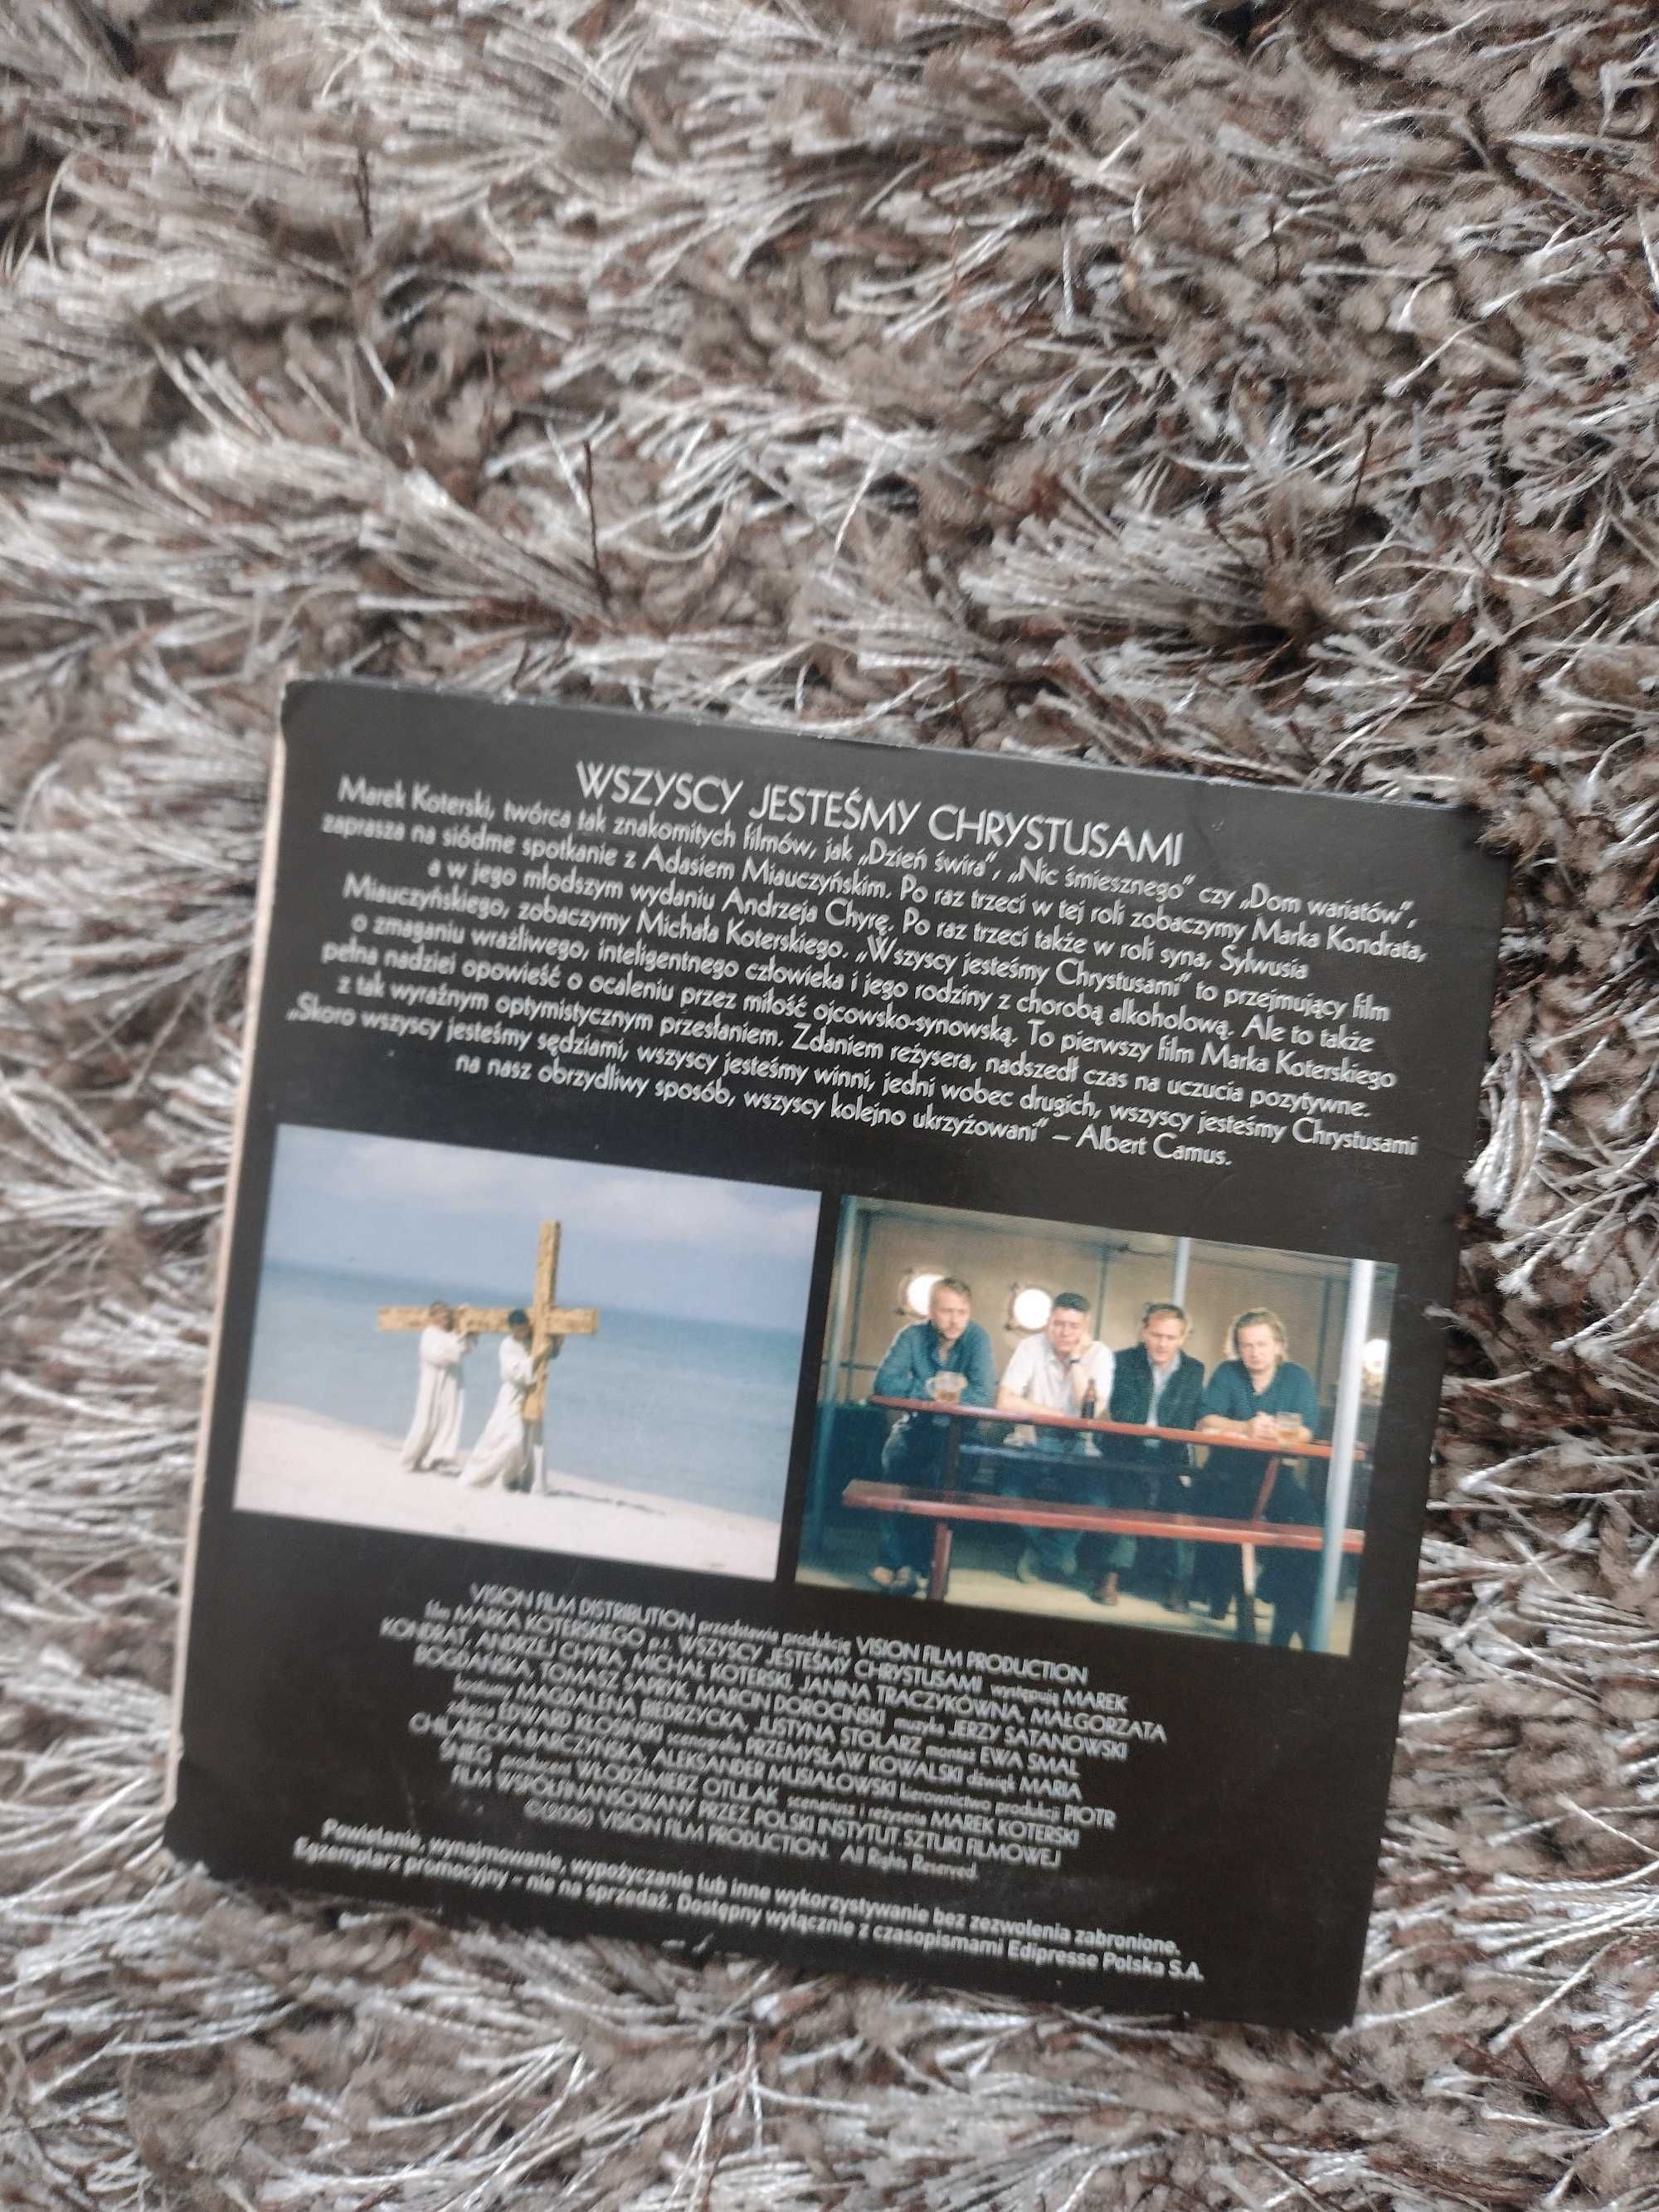 WSZYSCY JESTEŚMY CHRYSTUSAMI
Marek Koterski, twórca tak znakomitych filmów, jak „Dzień świra”, „Nic śmiesznego” czy „Dom wariatów”,
zaprasza na siódme spotkanie z Adasiem Miauczyńskim. Po raz trzeci w tej roli zobaczymy Marka Kondrata,
a w jego młodszym wydaniu Andrzeja Chyrę. Po raz trzeci także w roli syna, Sylwusia
Miauczyńskiego, zobaczymy Michała Koterskiego. „Wszyscy jesteśmy Chrystusami” to przejmujący film
o zmaganiu wrażliwego, inteligentnego człowieka i jego rodziny z chorobą alkoholową. Ale to także
pełna nadziei opowieść o ocaleniu przez miłość ojcowsko-synowską. To pierwszy film Marka Koterskiego
z tak wyraźnym optymistycznym przesłaniem. Zdaniem reżysera, nadszedł czas na uczucia pozytywne.
„Skoro wszyscy jesteśmy sędziami, wszyscy jesteśmy winni, jedni wobec drugich, wszyscy jesteśmy Chrystusami
na nasz obrzydliwy sposób, wszyscy kolejno ukrzyżowani” – Albert Camus.
VISION FILM DISTRIBUTION przedstawia produkcję VISION FILM PRODUCTION
film MARKA KOTERSKIEGO p.t. WSZYSCY JESTEŚMY CHRYSTUSAMI występują MAREK
KONDRAT, ANDRZEJ CHYRA, MICHAŁ KOTERSKI, JANINA TRACZYKÓWNA, MAŁGORZATA
BOGDAŃSKA, TOMASZ SAPRYK, MARCIN DOROCIŃSKI muzyka JERZY SATANOWSKI
kostiumy MAGDALENA BIEDRZYCKA, JUSTYNA STOLARZ montaż EWA SMAL
zdjęcia EDWARD KŁOSIŃSKI scenografia PRZEMYSŁAW KOWALSKI dźwięk MARIA
CHILARECKA-BARCZYŃSKA, ALEKSANDER MUSIAŁOWSKI kierownictwo produkcji PIOTR
ŚNIEG producent WŁODZIMIERZ OTULAK scenariusz i reżyseria MAREK KOTERSKI
FILM WSPÓŁFINANSOWANY PRZEZ POLSKI INSTYTUT SZTUKI FILMOWEJ
©(2006) VISION FILM PRODUCTION. All Rights Reserved.
Powielanie, wynajmowanie, wypożyczanie lub inne wykorzystywanie bez zezwolenia zabronione.
Egzemplarz promocyjny – nie na sprzedaż. Dostępny wyłącznie z czasopismami Edipresse Polska S.A.